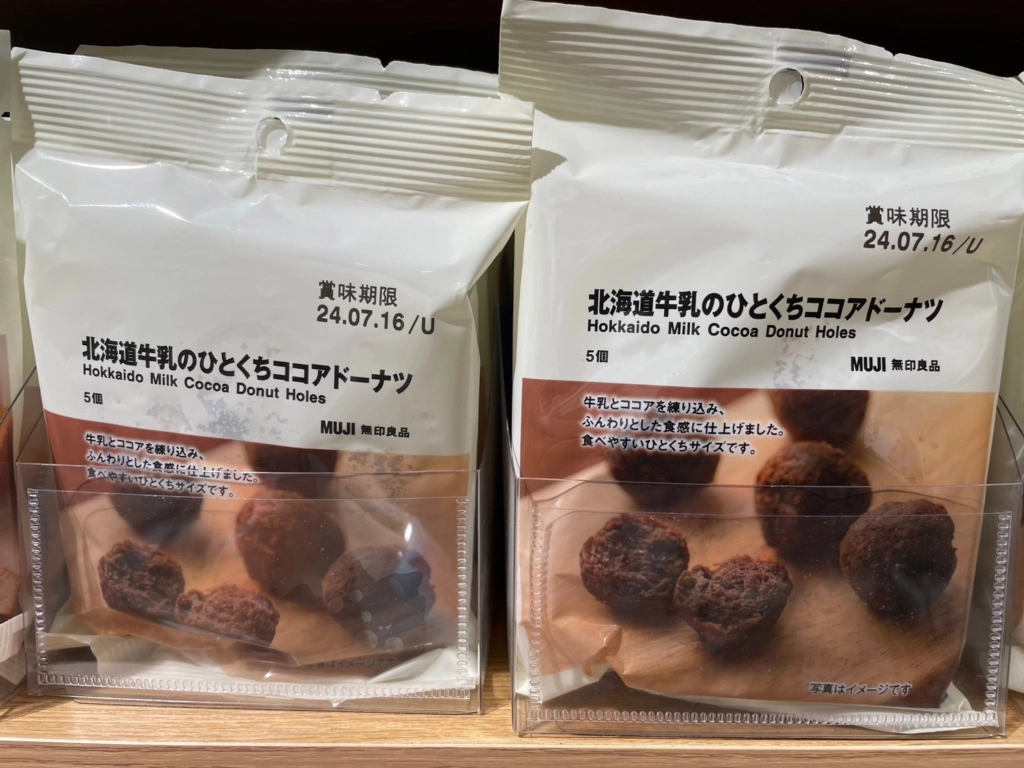 賞味期限
24.07.16/U
北海道牛乳のひとくちココアドーナツ
Hokkaido Milk Cocoa Donut Holes
5個
MUJI 無印良品
牛乳とココアを練り込み、
ふんわりとした食感に仕上げました。
食べやすいひとくちサイズです。
賞味期限
24.07.16/U
北海道牛乳のひとくちココアドーナツ
Hokkaido Milk Cocoa Donut Holes
5個
MUJI 無印良品
牛乳とココアを練り込み、
ふんわりとした食感に仕上げました。
食べやすいひとくちサイズです。
写真はイメージです